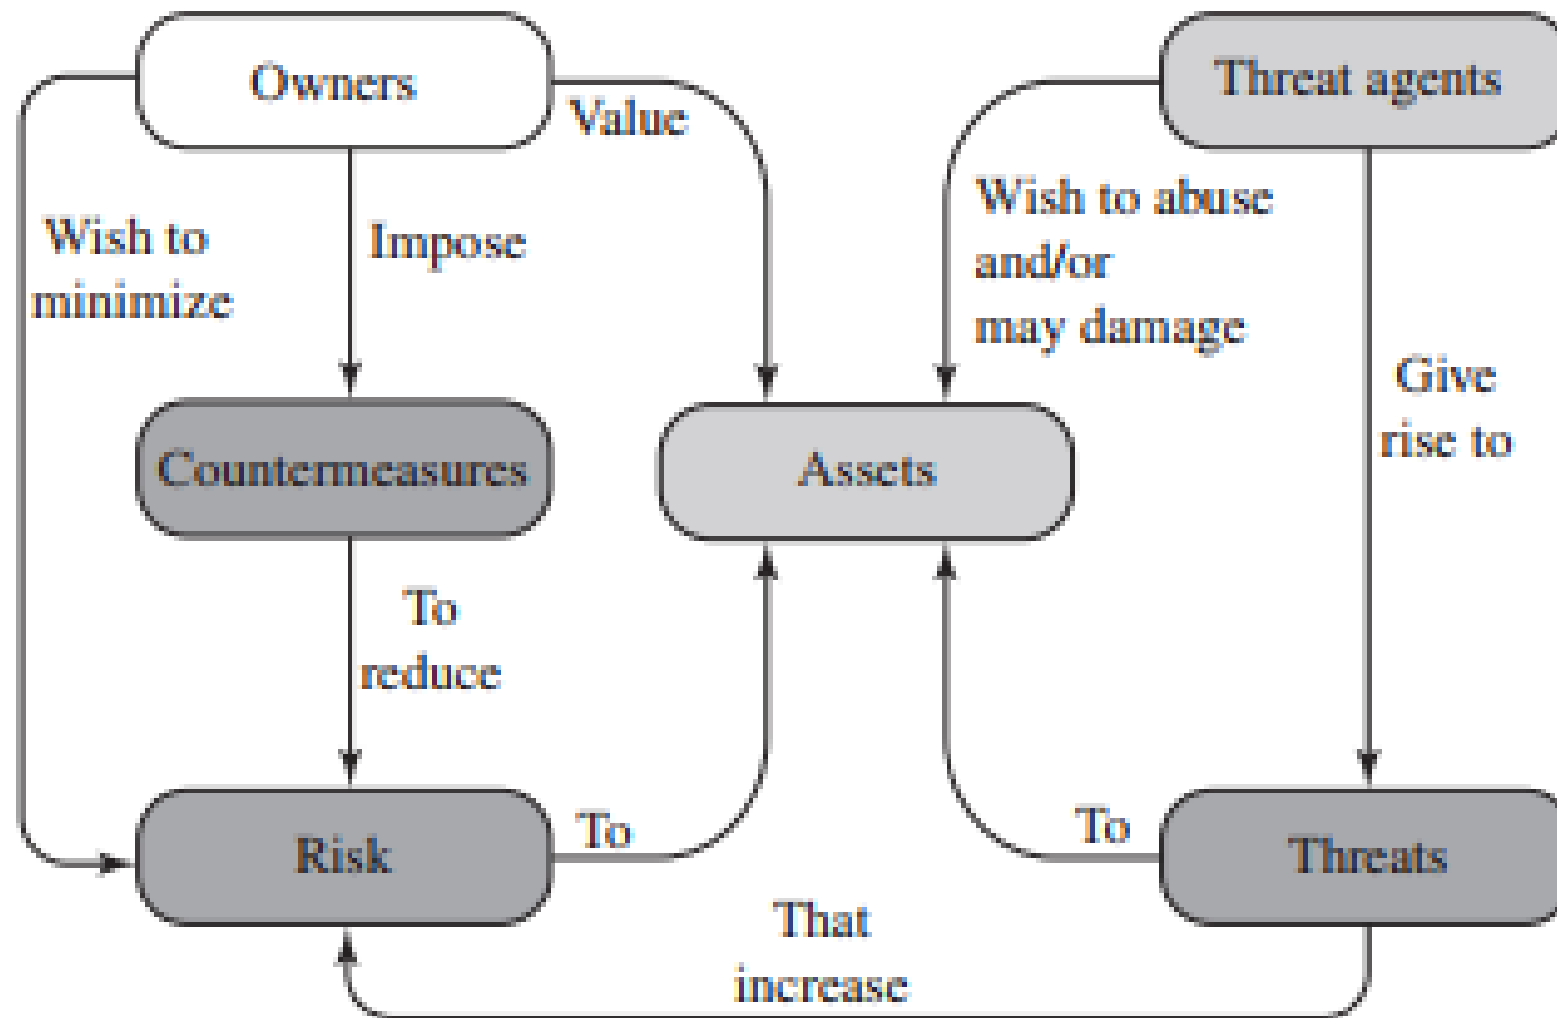 Owners
Threat agents
Value
Wish to
minimize
Impose
Wish to abuse
and/or
may damage
Give
rise to
Countermeasures
Assets
To
reduce
Risk
To
To
Threats
That
increase